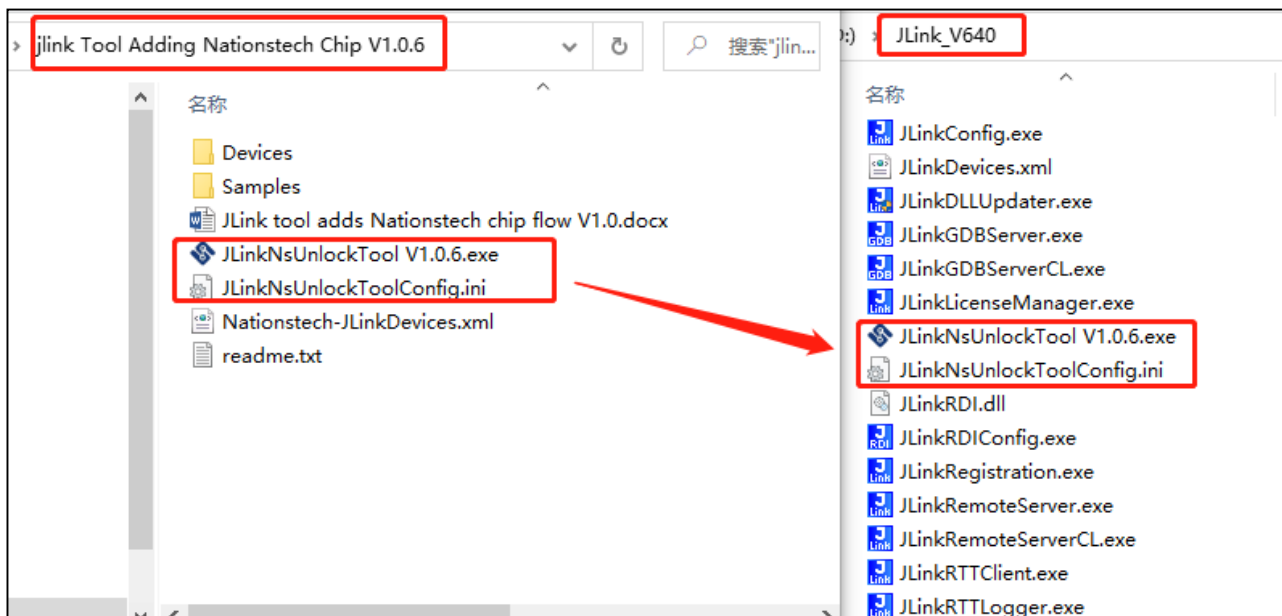 jlink Tool Adding Nationstech Chip V1.0.6
搜索"jlin...
名称
Devices
Samples
JLink tool adds Nationstech chip flow V1.0.docx
JLinkNsUnlockTool V1.0.6.exe
JLinkNsUnlockToolConfig.ini
Nationstech-JLinkDevices.xml
readme.txt
:) JLink_V640
名称
JLinkConfig.exe
JLinkDevices.xml
JLinkDLLUpdater.exe
JLinkGDBServer.exe
JLinkGDBServerCL.exe
JLinkLicenseManager.exe
JLinkNsUnlockTool V1.0.6.exe
JLinkNsUnlockToolConfig.ini
JLinkRDI.dll
JLinkRDIConfig.exe
JLinkRegistration.exe
JLinkRemoteServer.exe
JLinkRemoteServerCL.exe
JLinkRTTClient.exe
JLinkRTTLogger.exe